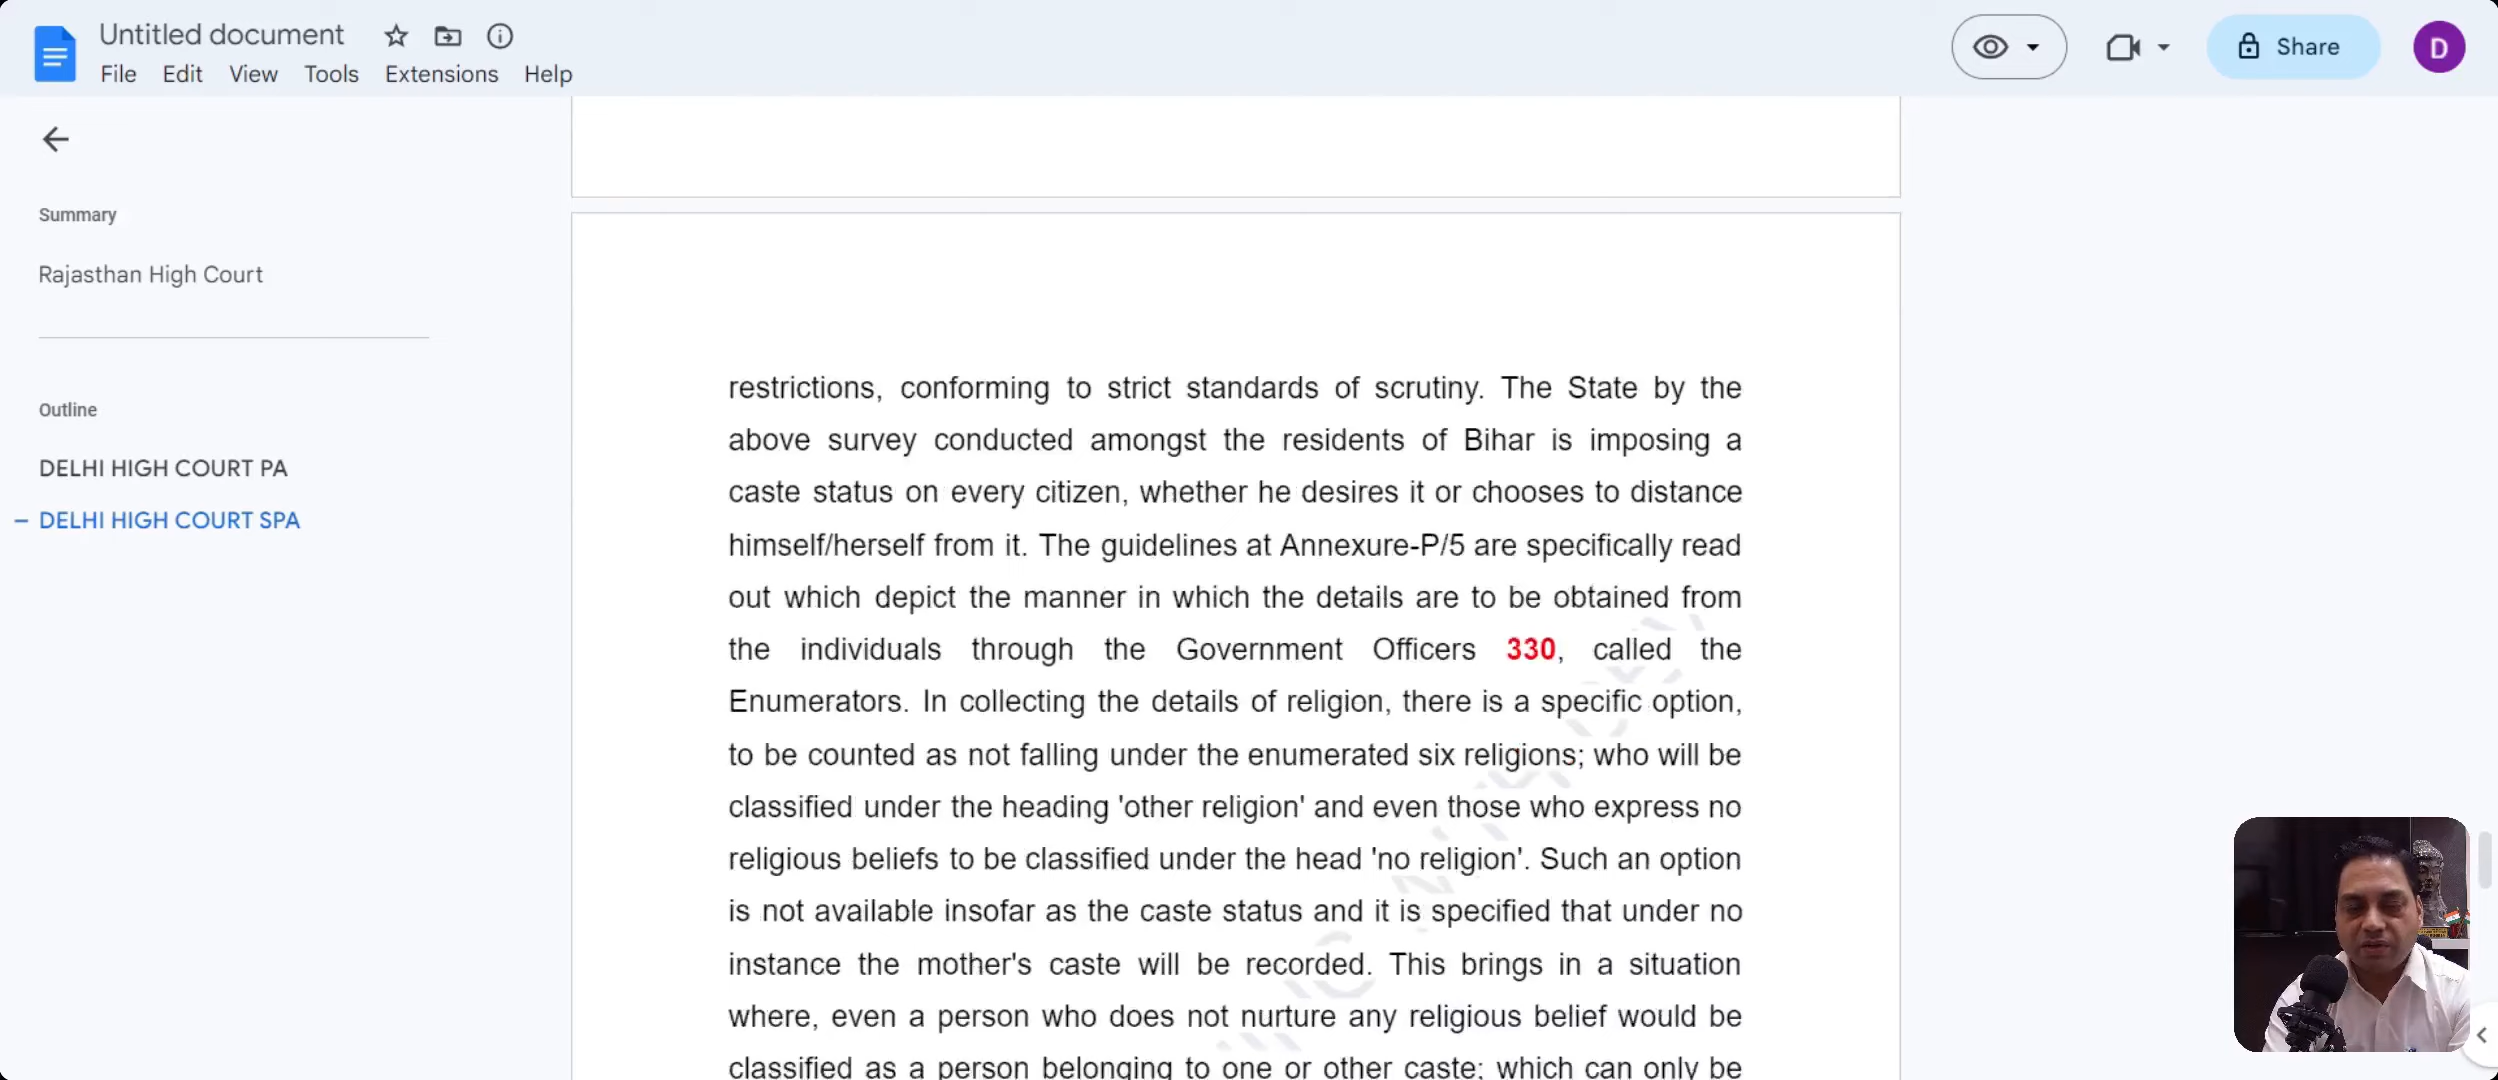 Untitled document
File Edit View Tools Extensions Help
Share
D
Summary
Rajasthan High Court
Outline
DELHI HIGH COURT PA
DELHI HIGH COURT SPA
restrictions, conforming to strict standards of scrutiny. The State by the
above survey conducted amongst the residents of Bihar is imposing a
caste status on every citizen, whether he desires it or chooses to distance
himself/herself from it. The guidelines at Annexure-P/5 are specifically read
out which depict the manner in which the details are to be obtained from
the individuals through the Government Officers 330, called the
Enumerators. In collecting the details of religion, there is a specific option,
to be counted as not falling under the enumerated six religions; who will be
classified under the heading 'other religion' and even those who express no
religious beliefs to be classified under the head 'no religion'. Such an option
is not available insofar as the caste status and it is specified that under no
instance the mother's caste will be recorded. This brings in a situation
where, even a person who does not nurture any religious belief would be
classified as a person belonging to one or other caste; which can only be